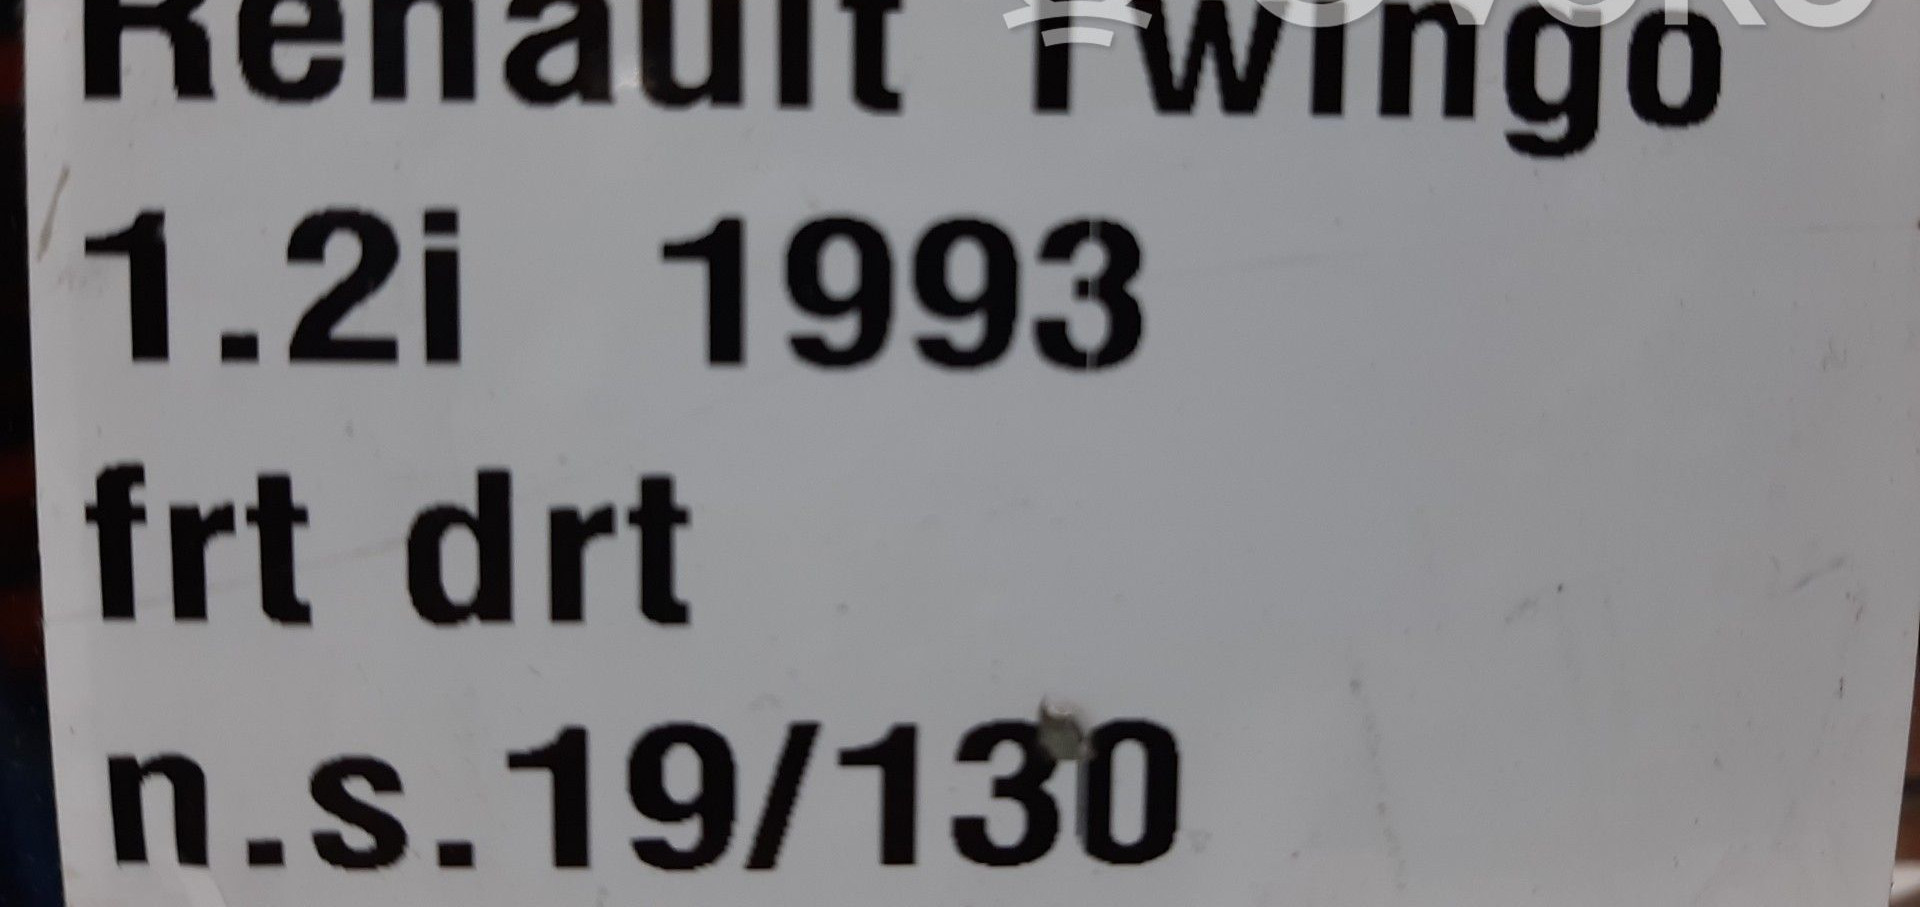 Renault Twingo
1.2i 1993
frt drt
n.s.19/130